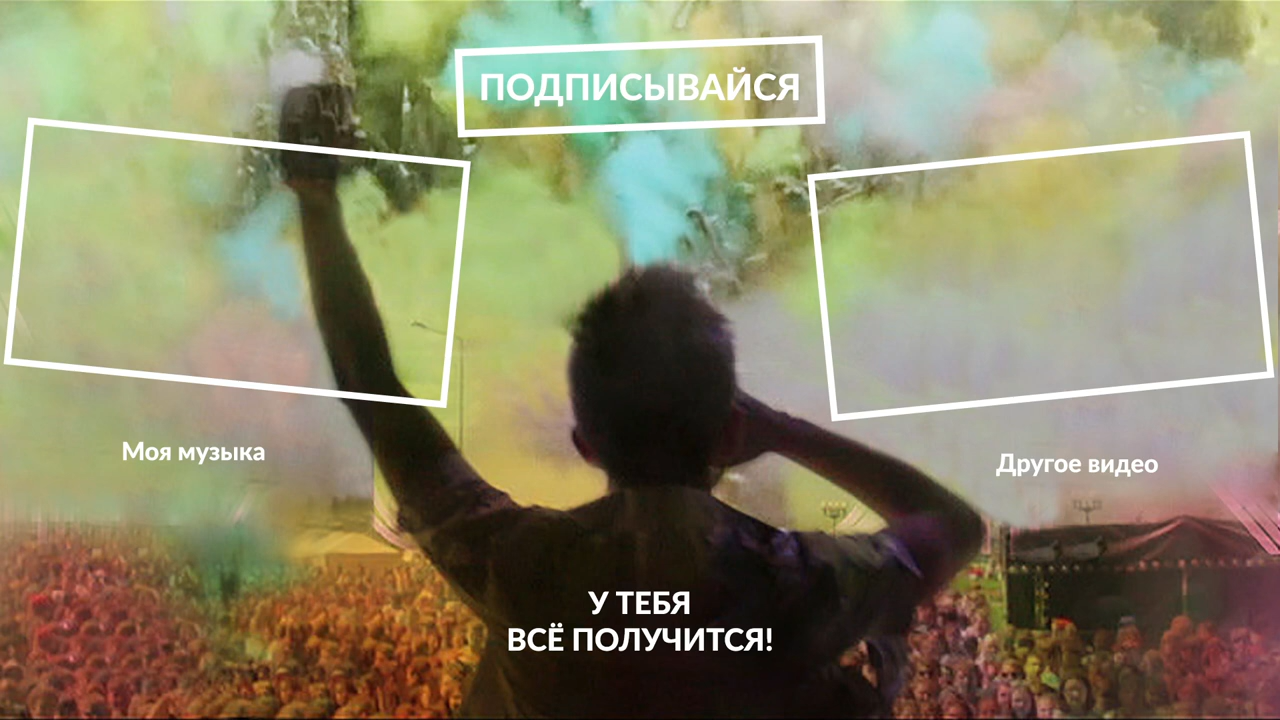 ПОДПИСЫВАЙСЯ
Моя музыка
Другое видео
У ТЕБЯ
ВСЁ ПОЛУЧИТСЯ!